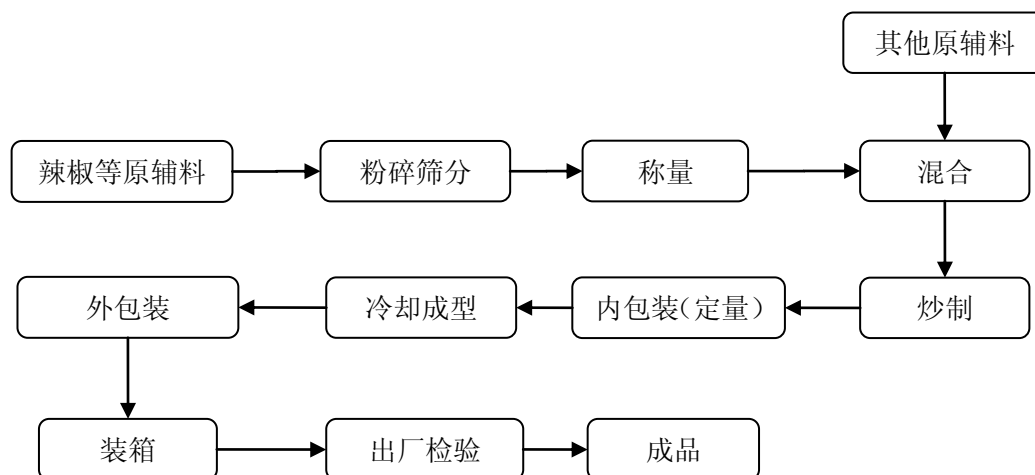 其他原辅料
辣椒等原辅料
粉碎筛分
称量
混合
外包装
冷却成型
内包装（定量）
炒制
装箱
出厂检验
成品